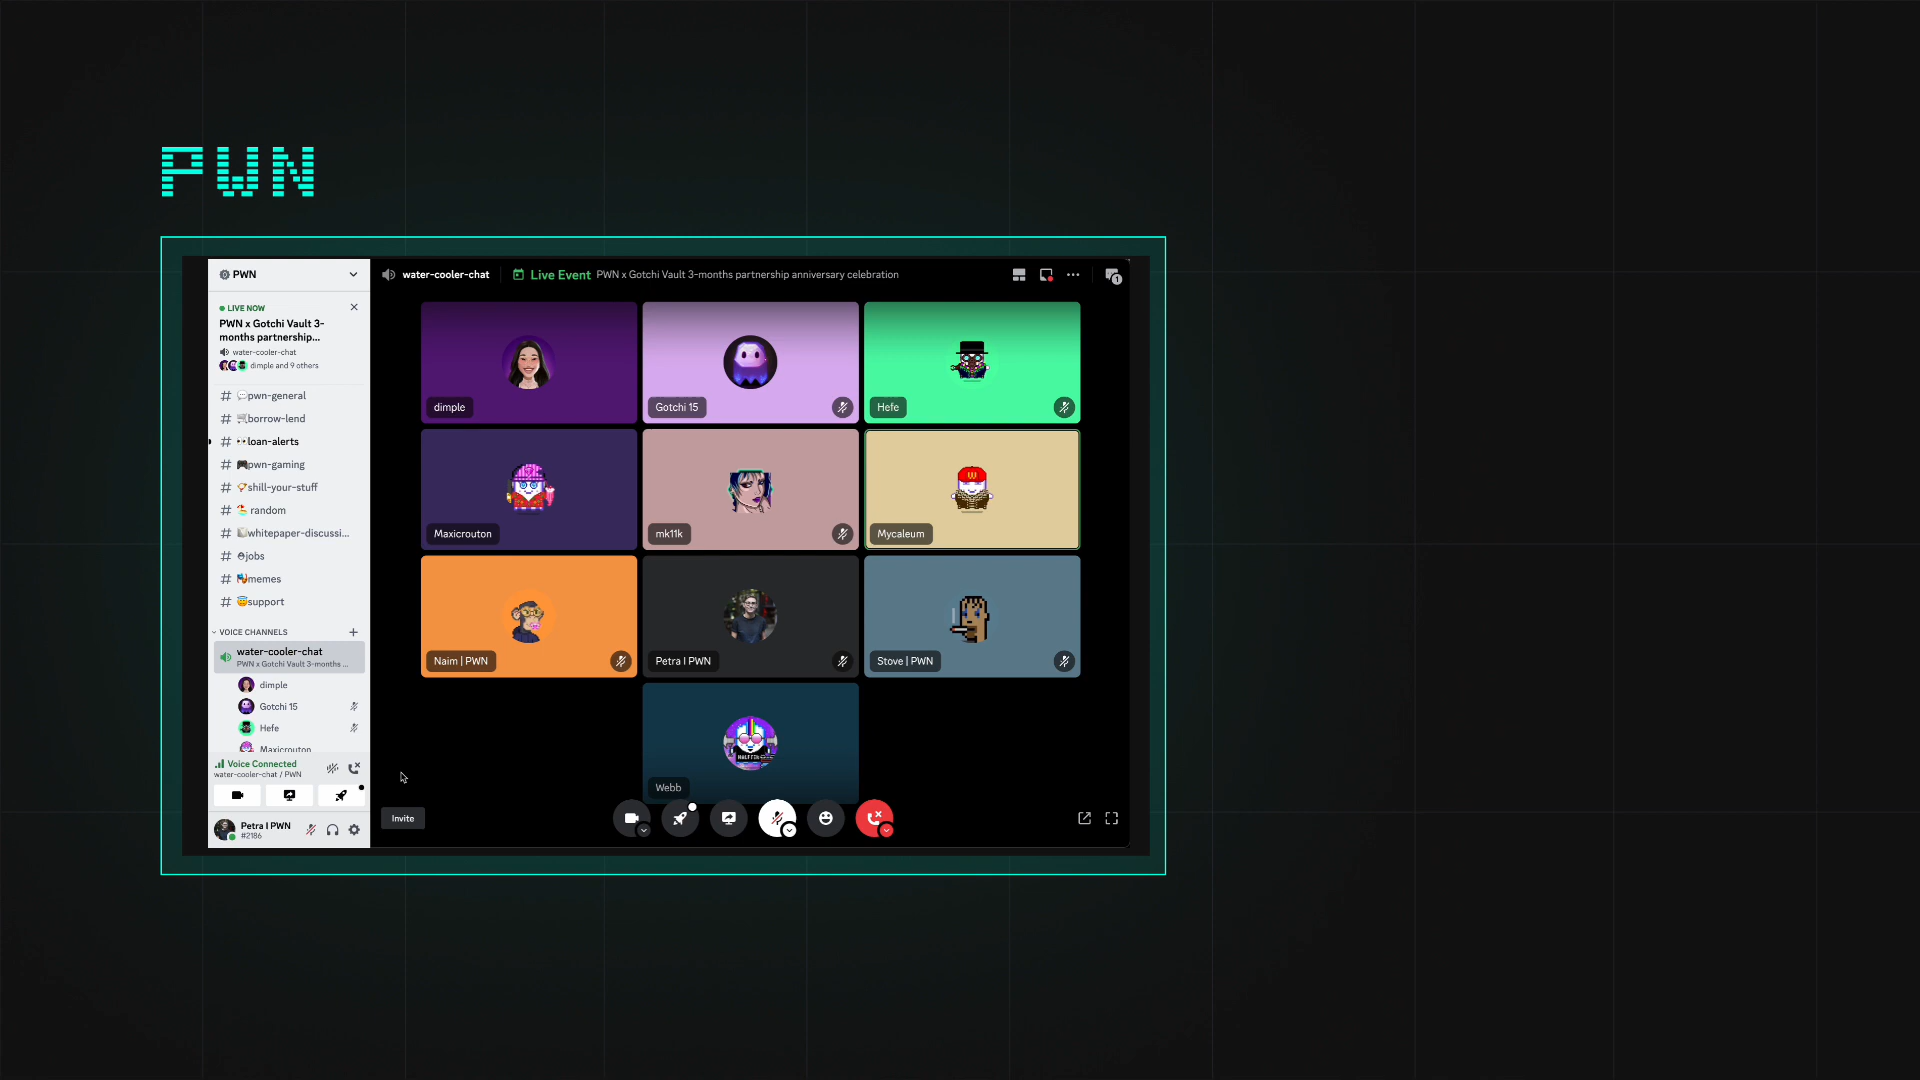 PWN
PWN
LIVE NOW
PWN x Gotchi Vault 3-
months partnership...
water-cooler-chat
dimple and 9 others
# pwn-general
# borrow-lend
# loan-alerts
# pwn-gaming
# shill-your-stuff
# random
# whitepaper-discussi...
# jobs
# memes
# support
VOICE CHANNELS
water-cooler-chat
PWN x Gotchi Vault 3-months ...
dimple
Gotchi 15
Hefe
Maxicrouton
Voice Connected
water-cooler-chat / PWN
Petra I PWN
#2186
water-cooler-chat
Live Event PWN x Gotchi Vault 3-months partnership anniversary celebration
1
dimple
Gotchi 15
Hefe
Maxicrouton
mk11k
Mycaleum
Naim | PWN
Petra I PWN
Stove | PWN
Webb
Invite